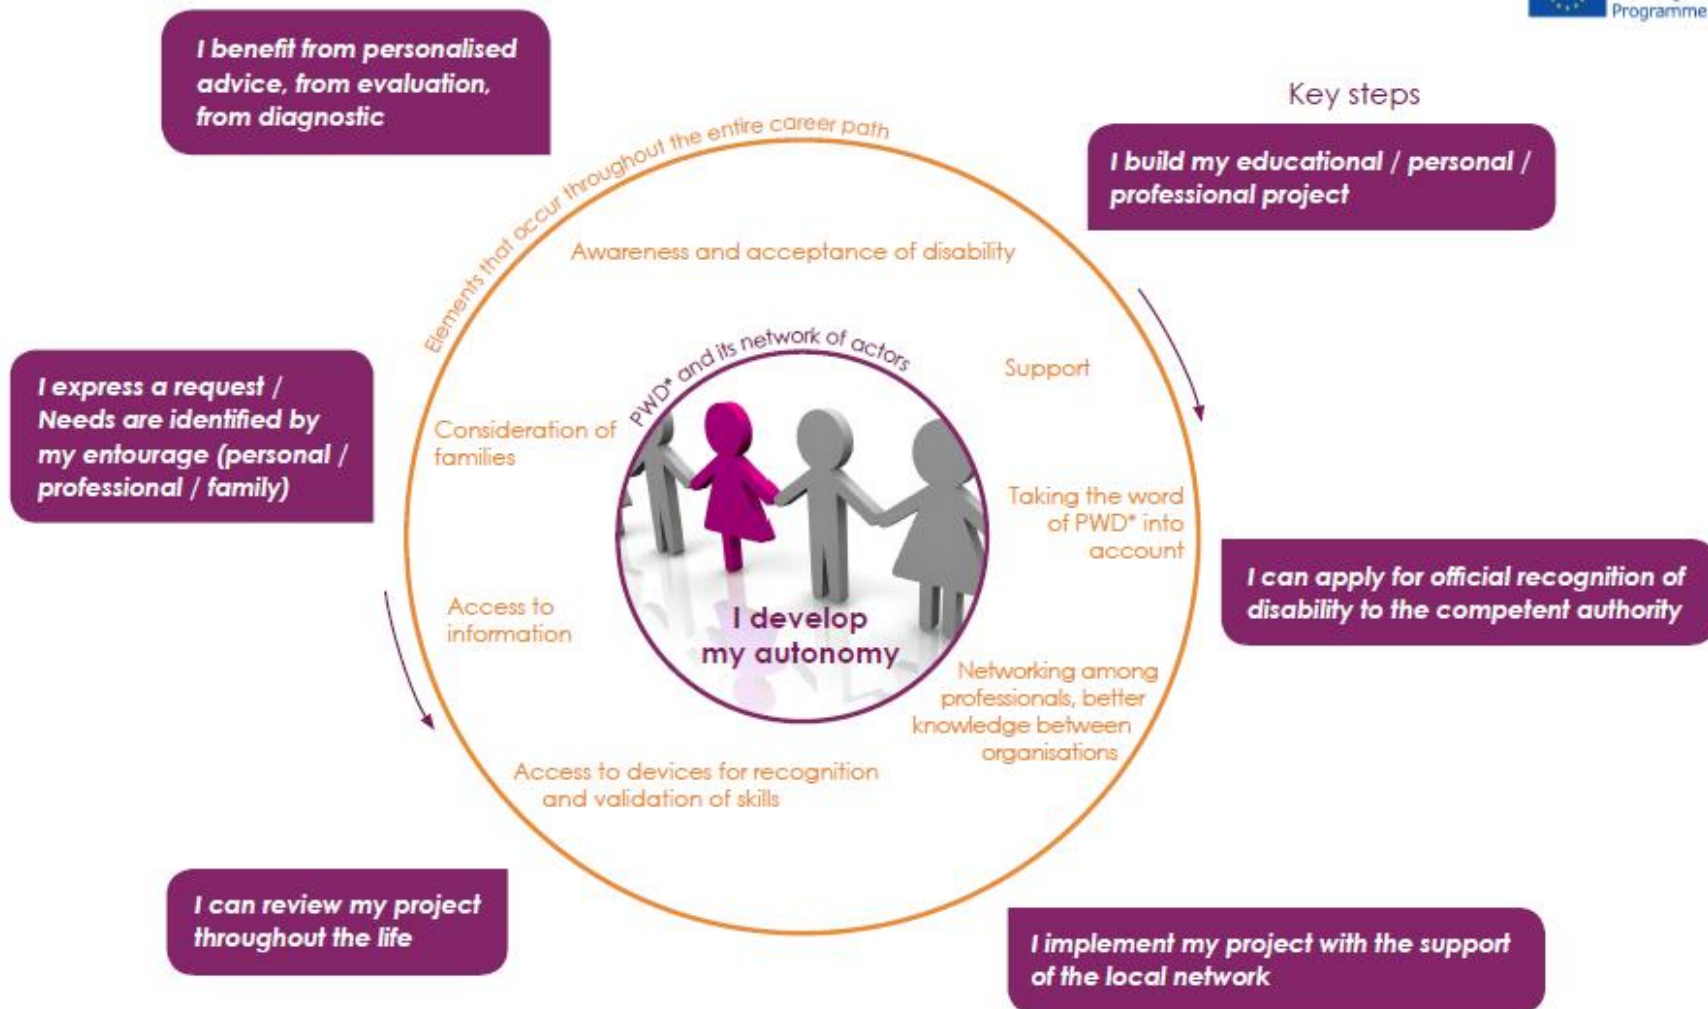 Programme
I benefit from personalised
advice, from evaluation,
from diagnostic
Key steps
I build my educational / personal /
professional project
Elements that occur throughout the entire career path
Awareness and acceptance of disability
PWD* and its network of actors
Support
I express a request /
Needs are identified by
my entourage (personal /
professional / family)
Consideration of
families
Taking the word
of PWD* into
account
I can apply for official recognition of
disability to the competent authority
Access to
information
I develop
my autonomy
Networking among
professionals, better
knowledge between
organisations
Access to devices for recognition
and validation of skills
I can review my project
throughout the life
I implement my project with the support
of the local network